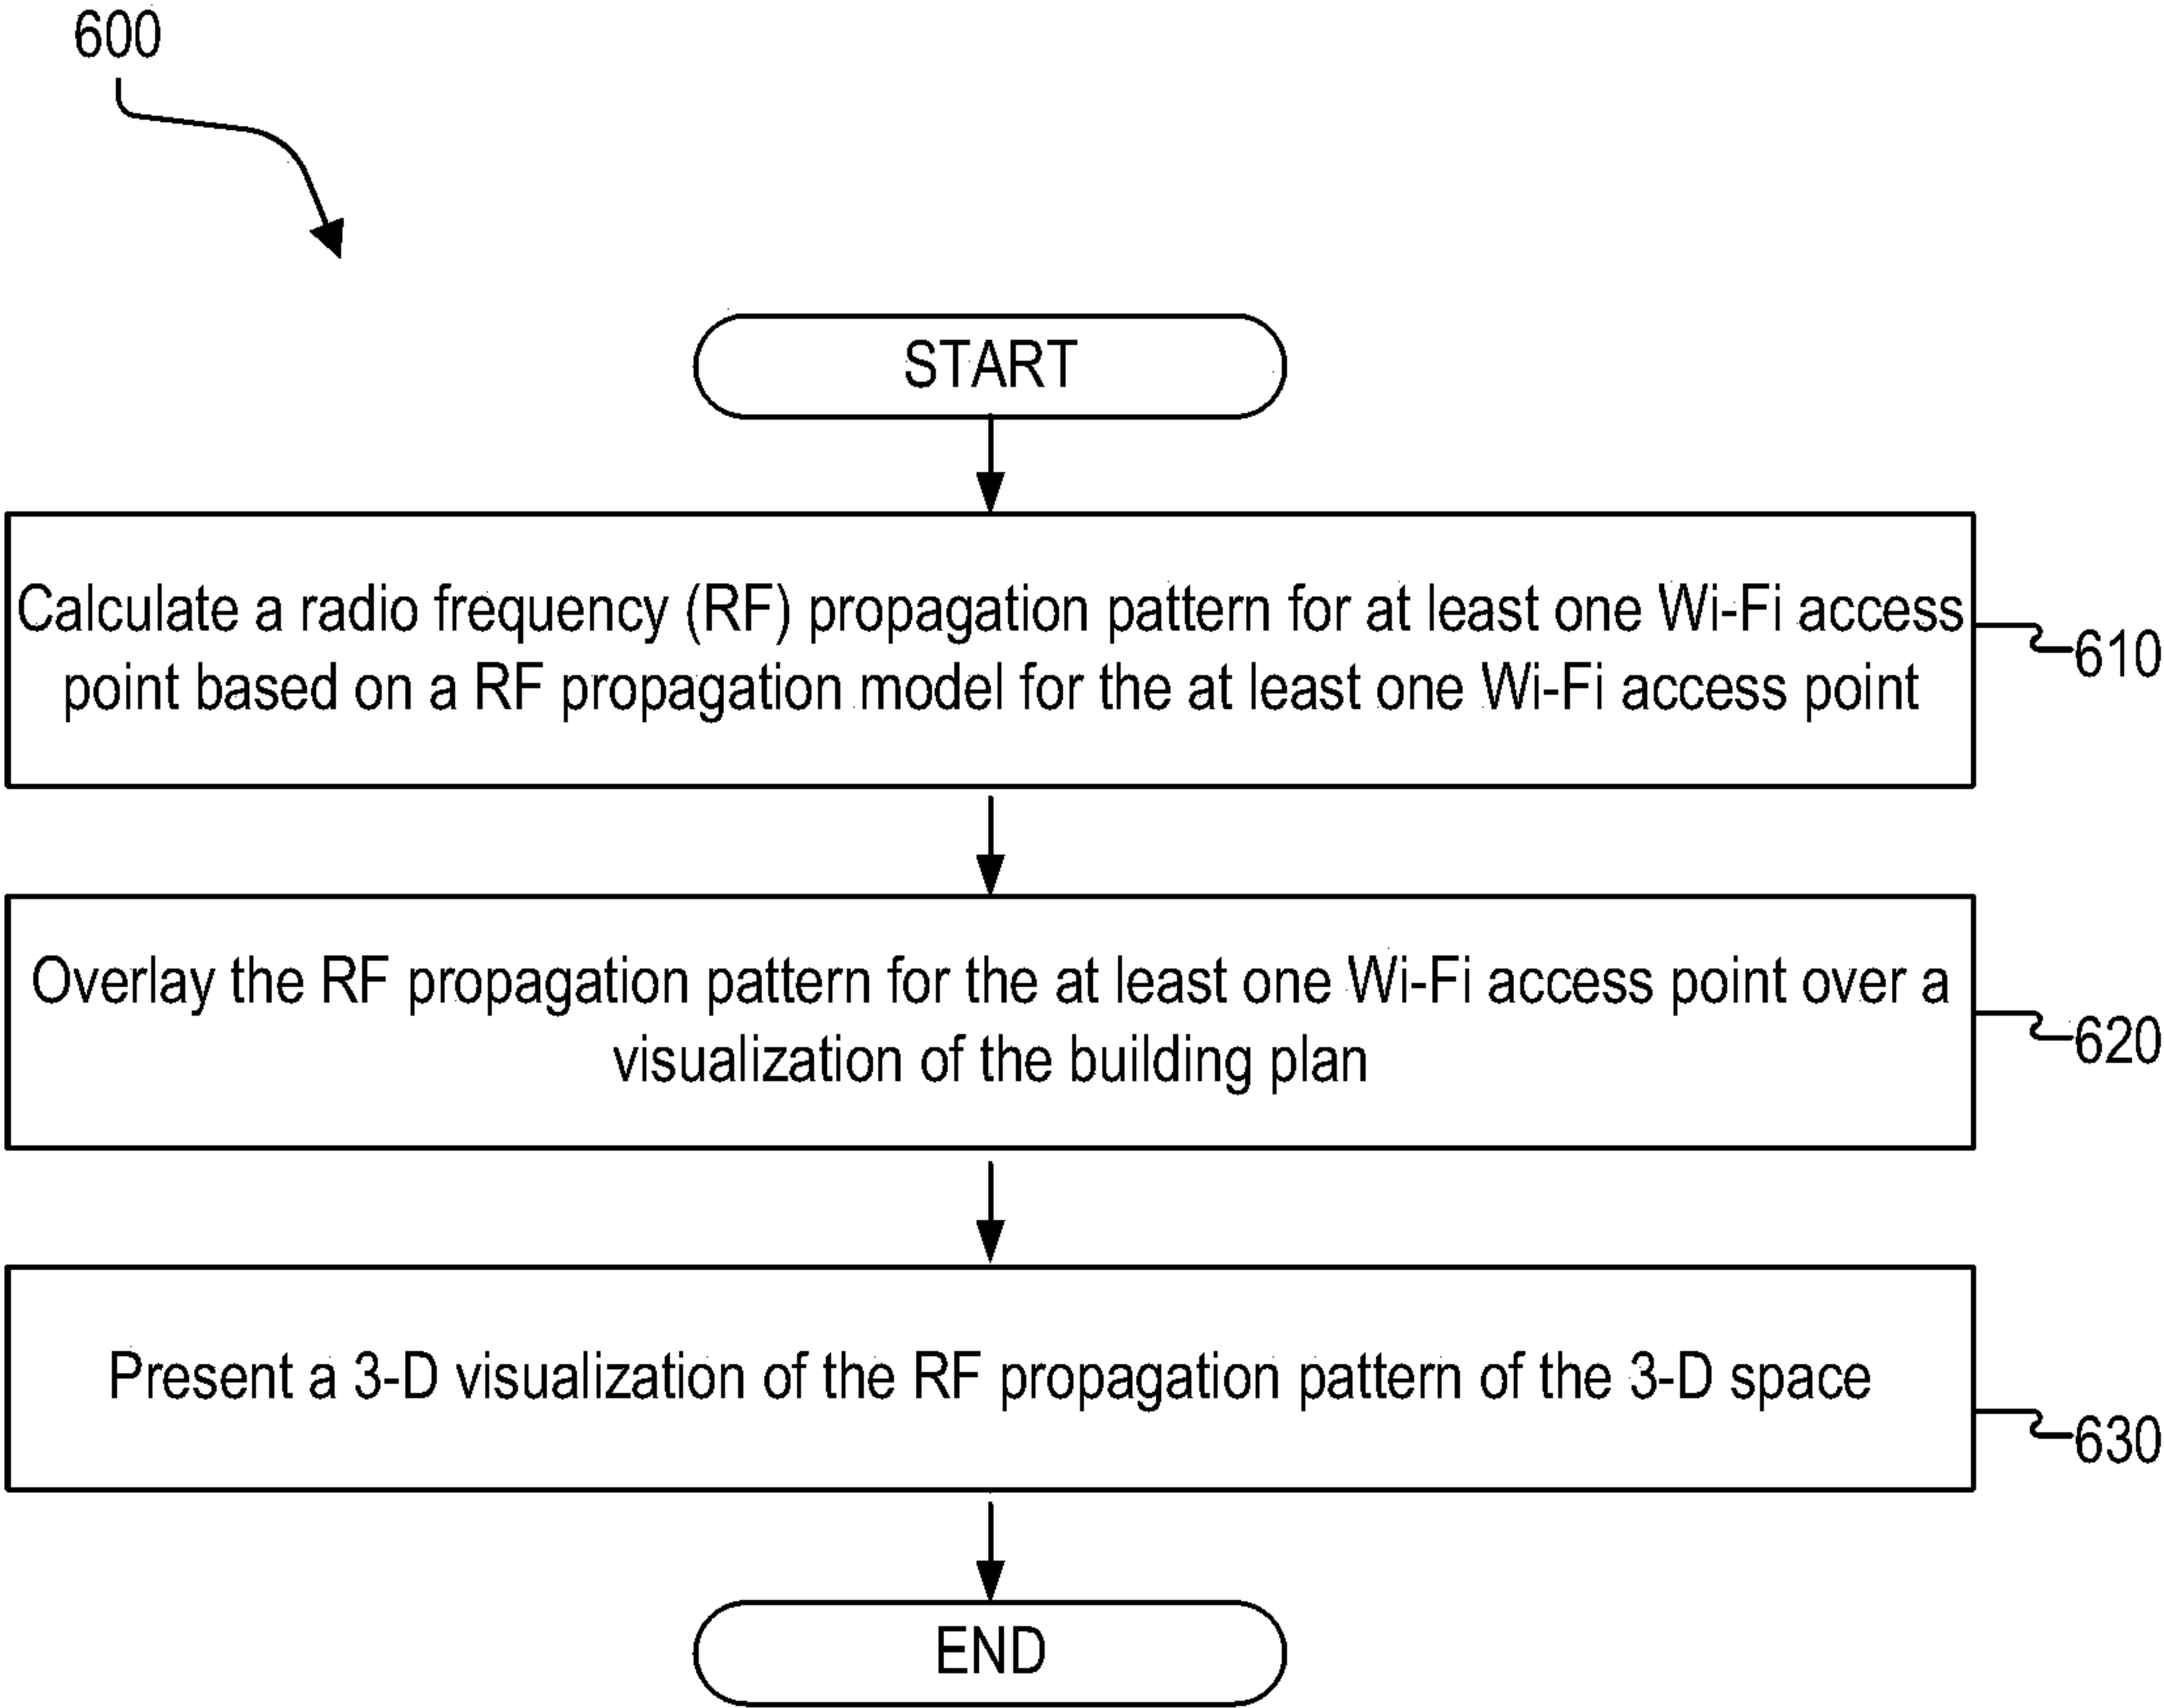 600
START
Calculate a radio frequency (RF) propagation pattern for at least one Wi-Fi access
point based on a RF propagation model for the at least one Wi-Fi access point
610
Overlay the RF propagation pattern for the at least one Wi-Fi access point over a
visualization of the building plan
620
Present a 3-D visualization of the RF propagation pattern of the 3-D space
630
END